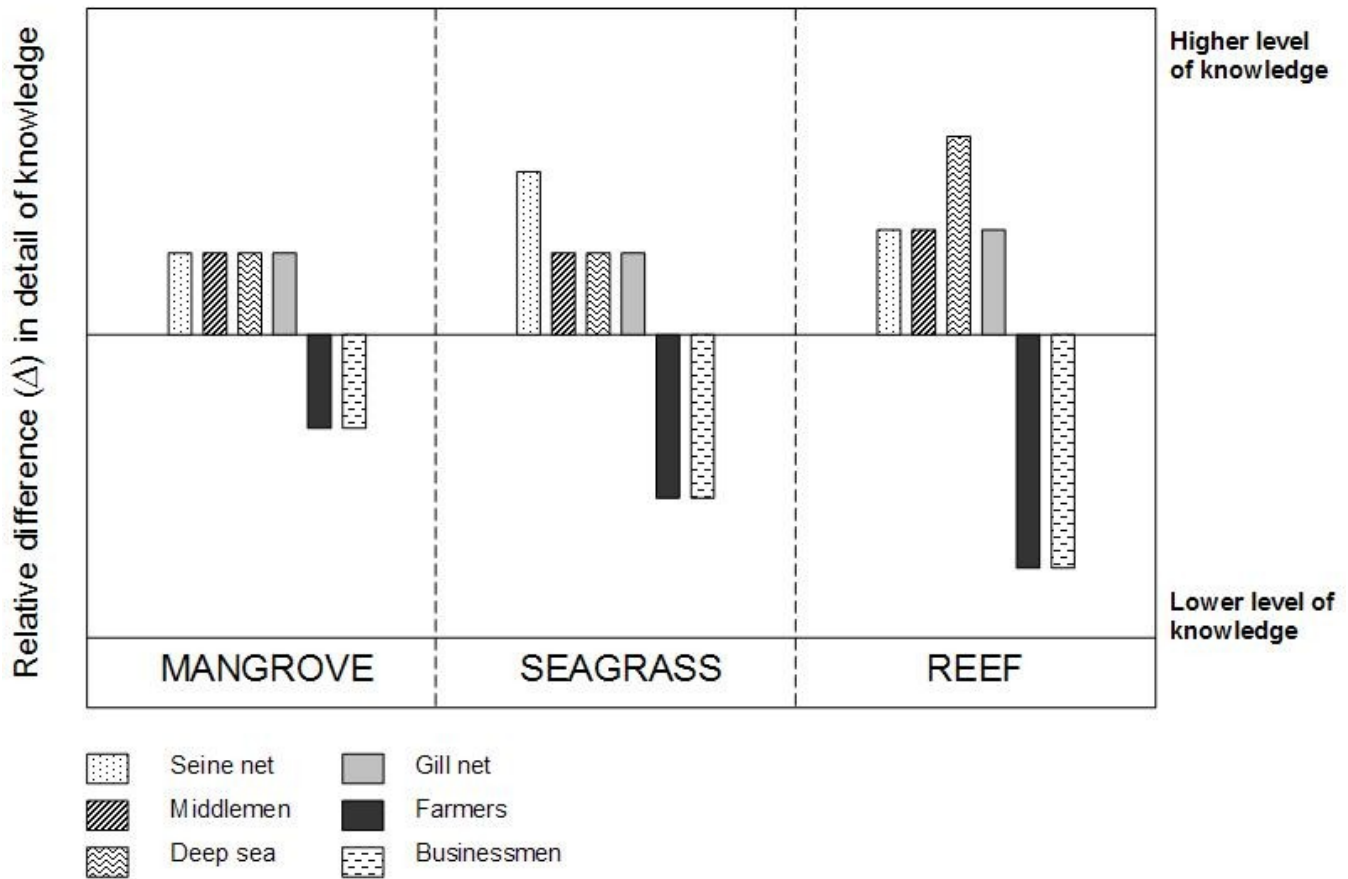 Relative difference (Δ) in detail of knowledge
Higher level
of knowledge
Lower level of
knowledge
MANGROVE
SEAGRASS
REEF
Seine net
Gill net
Middlemen
Farmers
Deep sea
Businessmen